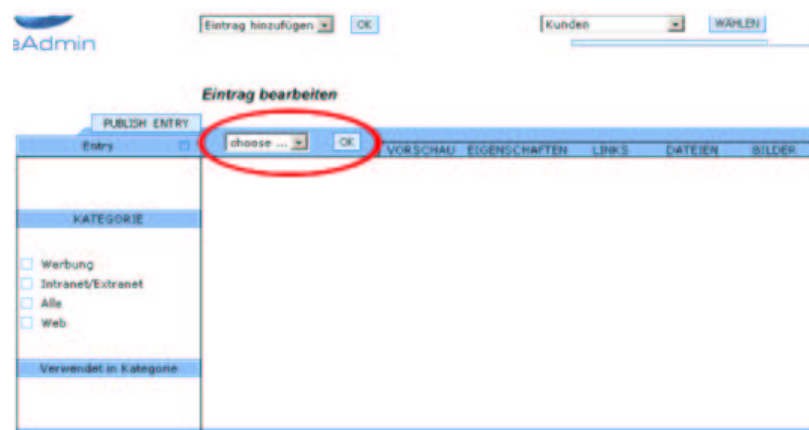 Eintrag hinzufügen OK Kunden WÄHLEN
eAdmin
Eintrag bearbeiten
PUBLISH ENTRY
Entry choose ... OK VORSCHAU EIGENSCHAFTEN LINKS DATEIEN BILDER
KATEGORIE
Werbung
Intranet/Extranet
Alle
Web
Verwendet in Kategorie